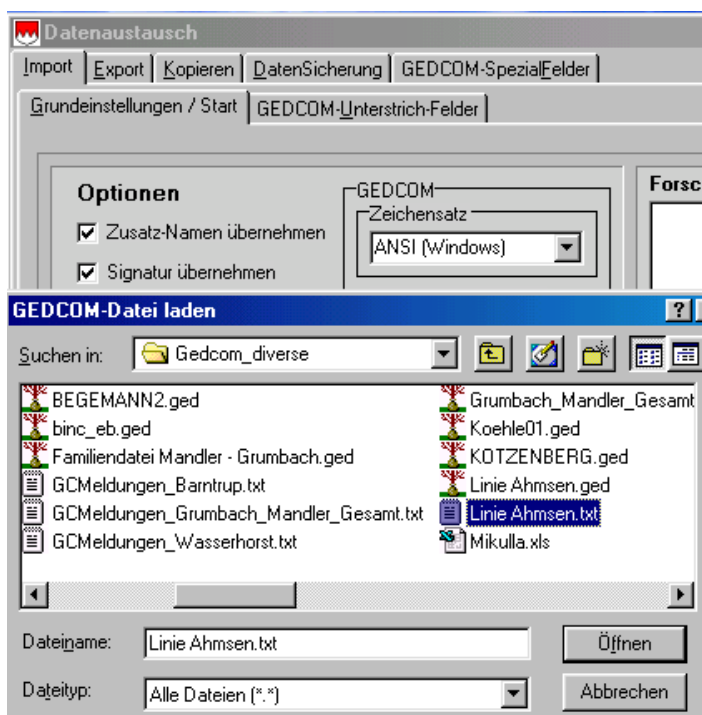 Datenaustausch
Import Export Kopieren DatenSicherung GEDCOM-SpezialFelder
Grundeinstellungen / Start GEDCOM-Unterstrich-Felder
Optionen
Zusatz-Namen übernehmen
Signatur übernehmen
GEDCOM
Zeichensatz
ANSI (Windows)
Forsc
GEDCOM-Datei laden ?
Suchen in: Gedcom_diverse
BEGEMANN2.ged
binc_eb.ged
Familiendatei Mandler - Grumbach.ged
GCMeldungen_Barntrup.txt
GCMeldungen_Grumbach_Mandler_Gesamt.txt
GCMeldungen_Wasserhorst.txt
Grumbach_Mandler_Gesamt
Koehle01.ged
KOTZENBERG.ged
Linie Ahmsen.ged
Linie Ahmsen.txt
Mikulla.xls
Dateiname: Linie Ahmsen.txt Öffnen
Dateityp: Alle Dateien (*.*) Abbrechen